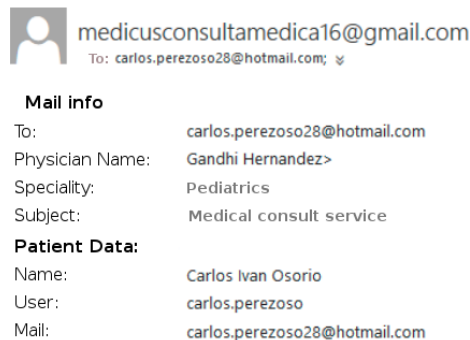 medicusconsultamedica16@gmail.com
To: carlos.perezoso28@hotmail.com;
Mail info
To: carlos.perezoso28@hotmail.com
Physician Name: Gandhi Hernandez>
Speciality: Pediatrics
Subject: Medical consult service
Patient Data:
Name: Carlos Ivan Osorio
User: carlos.perezoso
Mail: carlos.perezoso28@hotmail.com